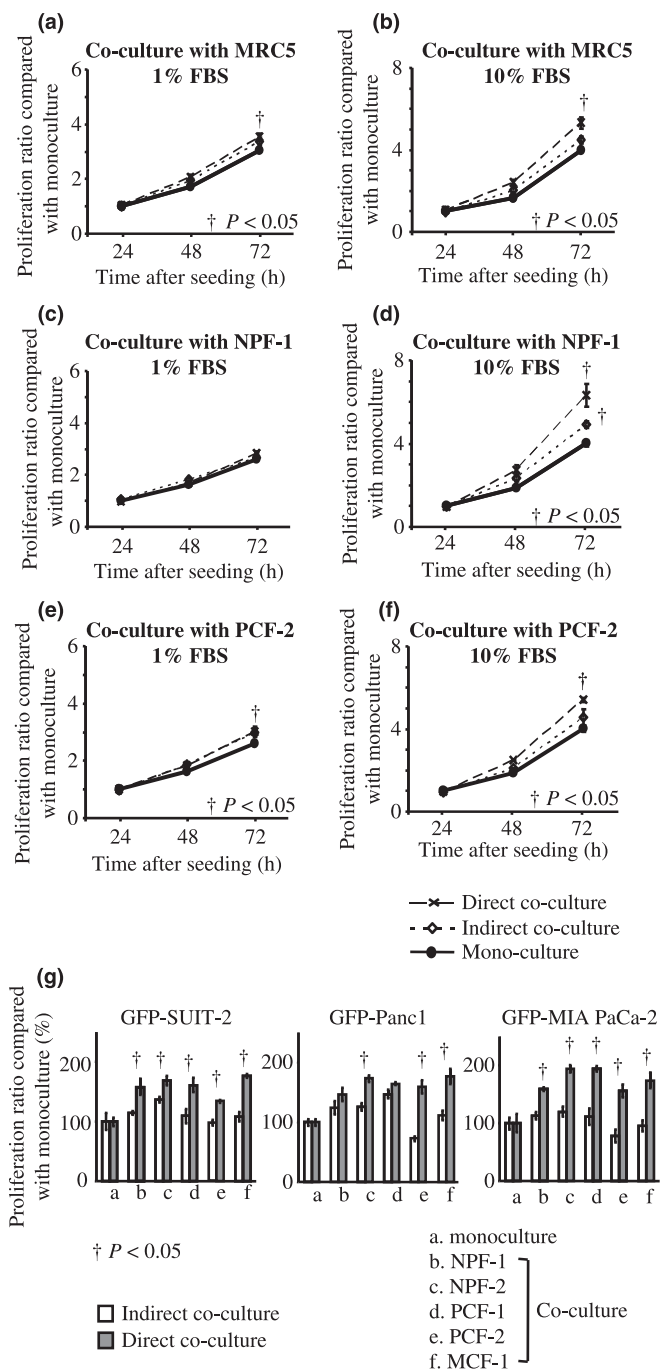 (a)
Co-culture with MRC5
1% FBS
Proliferation ratio compared
with monoculture
6
4
2
0
†
† P < 0.05
24 48 72
Time after seeding (h)
(b)
Co-culture with MRC5
10% FBS
Proliferation ratio compared
with monoculture
8
4
0
†
† P < 0.05
24 48 72
Time after seeding (h)
(c)
Co-culture with NPF-1
1% FBS
Proliferation ratio compared
with monoculture
6
4
2
0
24 48 72
Time after seeding (h)
(d)
Co-culture with NPF-1
10% FBS
Proliferation ratio compared
with monoculture
8
4
0
†
†
† P < 0.05
24 48 72
Time after seeding (h)
(e)
Co-culture with PCF-2
1% FBS
Proliferation ratio compared
with monoculture
6
4
2
0
†
† P < 0.05
24 48 72
Time after seeding (h)
(f)
Co-culture with PCF-2
10% FBS
Proliferation ratio compared
with monoculture
8
4
0
†
† P < 0.05
24 48 72
Time after seeding (h)
Direct co-culture
Indirect co-culture
Mono-culture
(g)
Proliferation ratio compared
with monoculture (%)
GFP-SUIT-2
200
100
0
† † † † †
a b c d e f
GFP-Panc1
200
100
0
† † †
a b c d e f
GFP-MIA PaCa-2
200
100
0
† † † † †
a b c d e f
† P < 0.05
Indirect co-culture
Direct co-culture
a. monoculture
b. NPF-1
c. NPF-2
d. PCF-1
e. PCF-2
f. MCF-1
Co-culture